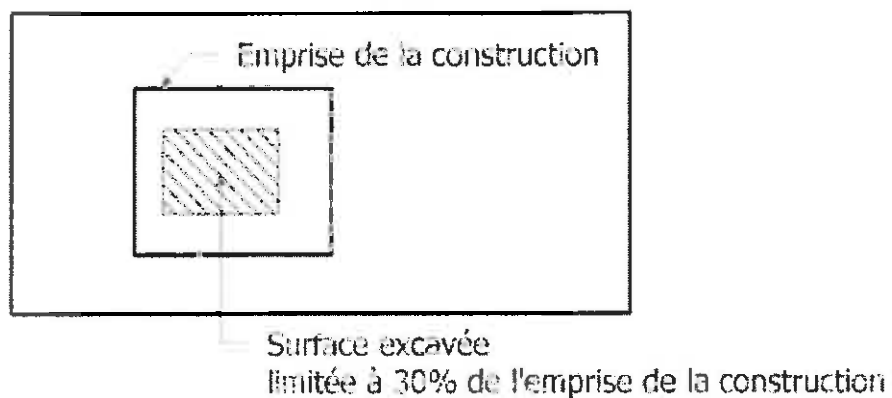 Emprise de la construction
Surface excavée
limitée à 30% de l'emprise de la construction